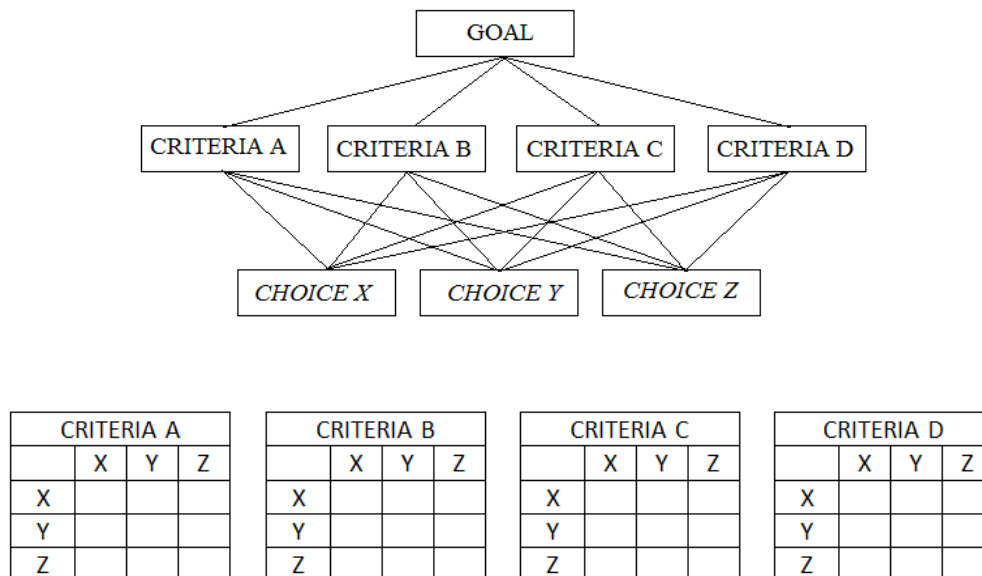 GOAL
CRITERIA A CRITERIA B CRITERIA C CRITERIA D
CHOICE X CHOICE Y CHOICE Z
CRITERIA A CRITERIA B CRITERIA C CRITERIA D
X Y Z X Y Z X Y Z X Y Z
X X X X
Y Y Y Y
Z Z Z Z